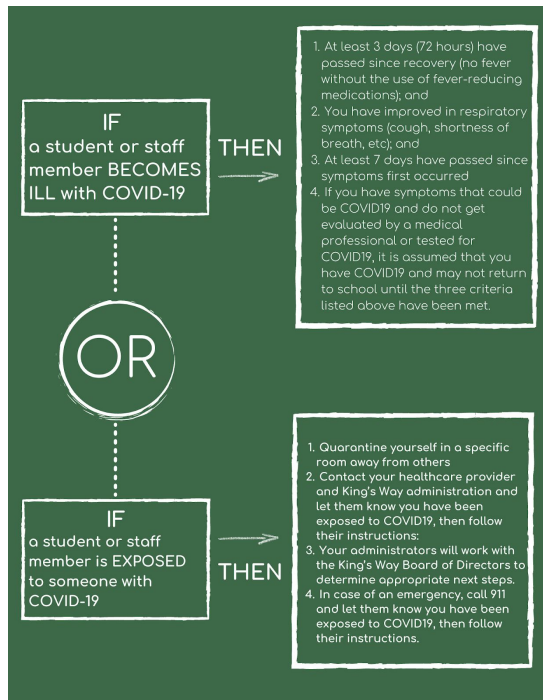 IF
a student or staff
member BECOMES
ILL with COVID-19
THEN
1. At least 3 days (72 hours) have
passed since recovery (no fever
without the use of fever-reducing
medications); and
2. You have improved in respiratory
symptoms (cough, shortness of
breath, etc); and
3. At least 7 days have passed since
symptoms first occurred
4. If you have symptoms that could
be COVID19 and do not get
evaluated by a medical
professional or tested for
COVID19, it is assumed that you
have COVID19 and may not return
to school until the three criteria
listed above have been met.
OR
IF
a student or staff
member is EXPOSED
to someone with
COVID-19
THEN
1. Quarantine yourself in a specific
room away from others
2. Contact your healthcare provider
and King's Way administration and
let them know you have been
exposed to COVID19, then follow
their instructions:
3. Your administrators will work with
the King's Way Board of Directors to
determine appropriate next steps.
4. In case of an emergency, call 911
and let them know you have been
exposed to COVID19, then follow
their instructions.